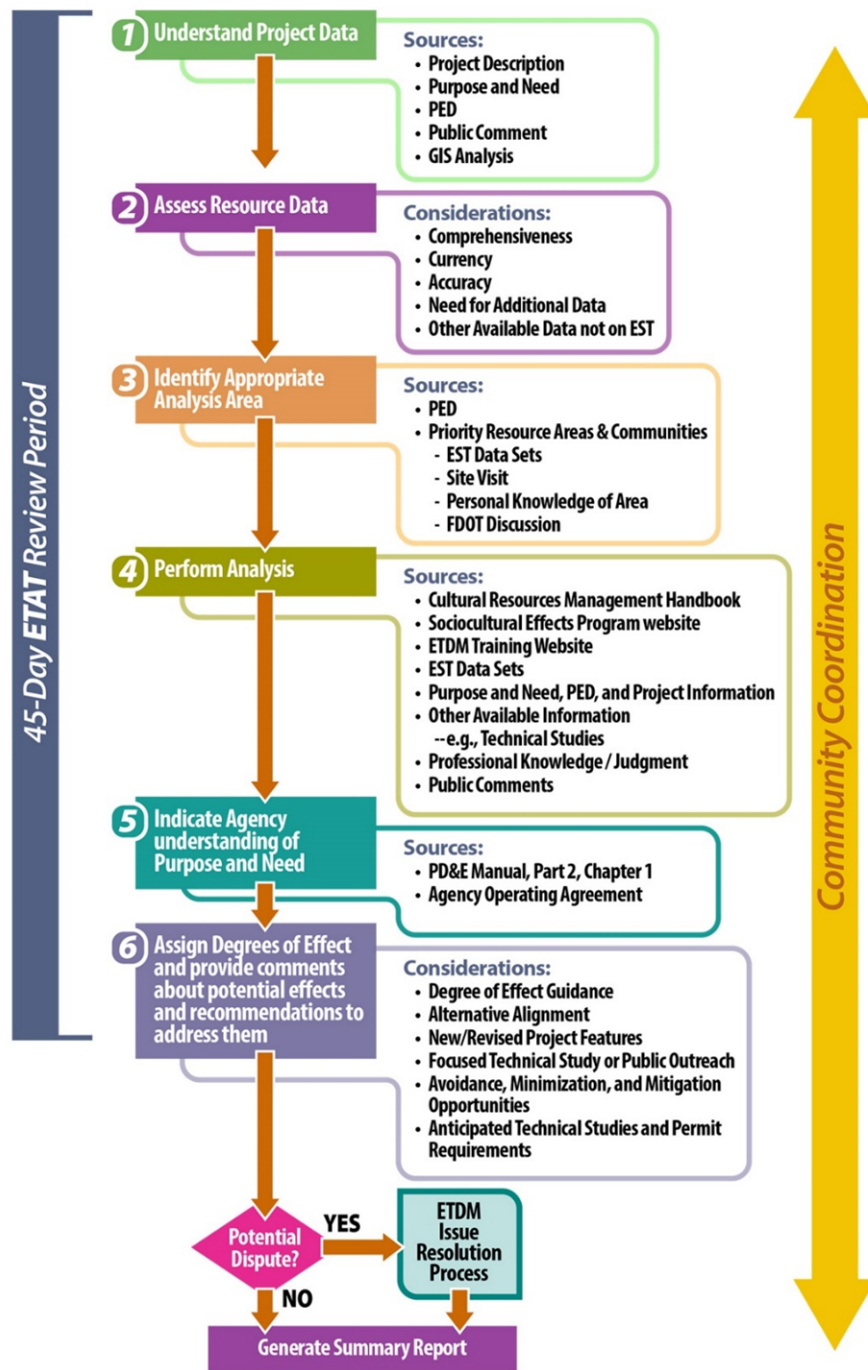 45-Day ETAT Review Period
1 Understand Project Data
Sources:
• Project Description
• Purpose and Need
• PED
• Public Comment
• GIS Analysis
2 Assess Resource Data
Considerations:
• Comprehensiveness
• Currency
• Accuracy
• Need for Additional Data
• Other Available Data not on EST
3 Identify Appropriate
Analysis Area
Sources:
• PED
• Priority Resource Areas & Communities
- EST Data Sets
- Site Visit
- Personal Knowledge of Area
- FDOT Discussion
4 Perform Analysis
Sources:
• Cultural Resources Management Handbook
• Sociocultural Effects Program website
• ETDM Training Website
• EST Data Sets
• Purpose and Need, PED, and Project Information
• Other Available Information
--e.g., Technical Studies
• Professional Knowledge / Judgment
• Public Comments
5 Indicate Agency
understanding of
Purpose and Need
Sources:
• PD&E Manual, Part 2, Chapter 1
• Agency Operating Agreement
6 Assign Degrees of Effect
and provide comments
about potential effects
and recommendations to
address them
Considerations:
• Degree of Effect Guidance
• Alternative Alignment
• New/Revised Project Features
• Focused Technical Study or Public Outreach
• Avoidance, Minimization, and Mitigation
Opportunities
• Anticipated Technical Studies and Permit
Requirements
Potential
Dispute?
YES
ETDM
Issue
Resolution
Process
NO
Generate Summary Report
Community Coordination